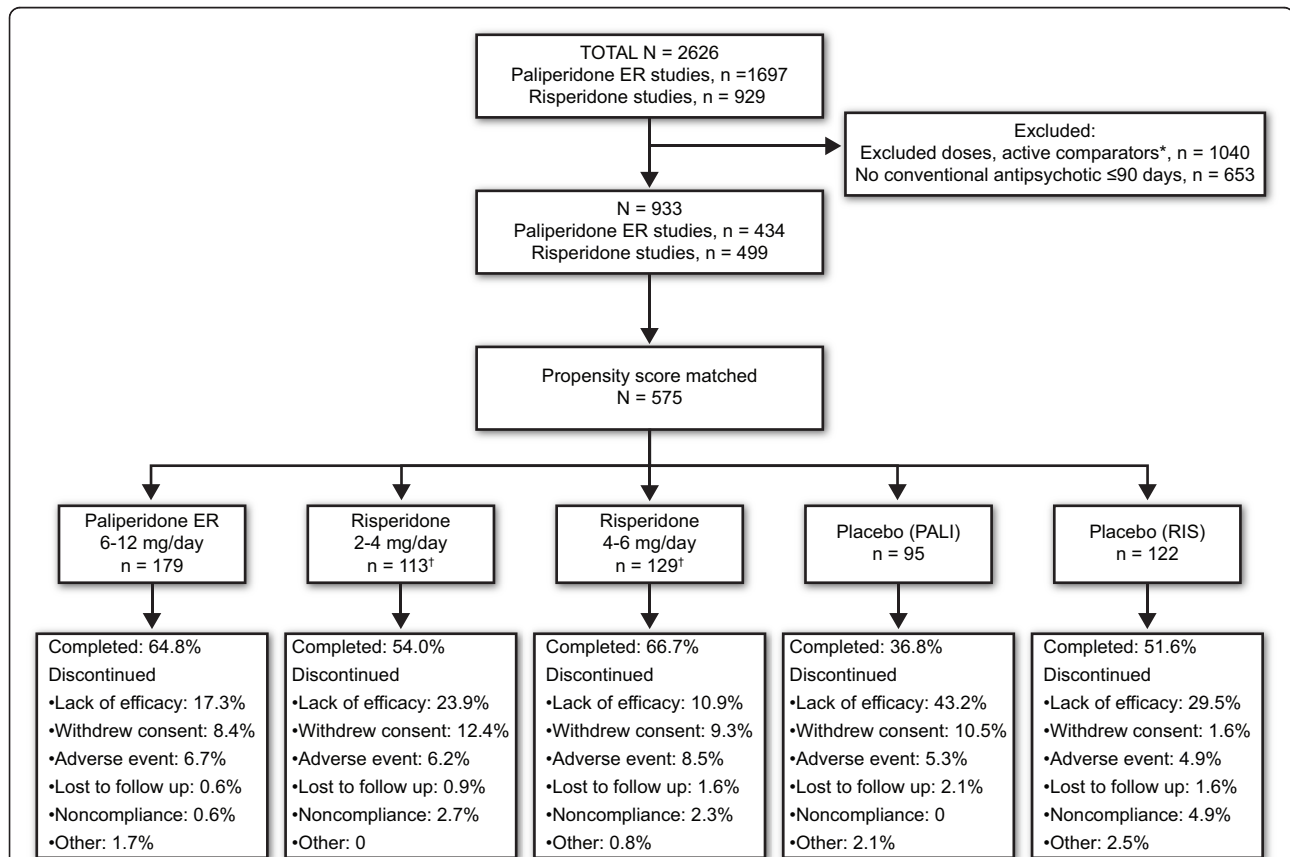 TOTAL N = 2626
Paliperidone ER studies, n =1697
Risperidone studies, n = 929
Excluded:
Excluded doses, active comparators*, n = 1040
No conventional antipsychotic ≤90 days, n = 653
N = 933
Paliperidone ER studies, n = 434
Risperidone studies, n = 499
Propensity score matched
N = 575
Paliperidone ER
6-12 mg/day
n = 179
Risperidone
2-4 mg/day
n = 113†
Risperidone
4-6 mg/day
n = 129†
Placebo (PALI)
n = 95
Placebo (RIS)
n = 122
Completed: 64.8%
Discontinued
•Lack of efficacy: 17.3%
•Withdrew consent: 8.4%
•Adverse event: 6.7%
•Lost to follow up: 0.6%
•Noncompliance: 0.6%
•Other: 1.7%
Completed: 54.0%
Discontinued
•Lack of efficacy: 23.9%
•Withdrew consent: 12.4%
•Adverse event: 6.2%
•Lost to follow up: 0.9%
•Noncompliance: 2.7%
•Other: 0
Completed: 66.7%
Discontinued
•Lack of efficacy: 10.9%
•Withdrew consent: 9.3%
•Adverse event: 8.5%
•Lost to follow up: 1.6%
•Noncompliance: 2.3%
•Other: 0.8%
Completed: 36.8%
Discontinued
•Lack of efficacy: 43.2%
•Withdrew consent: 10.5%
•Adverse event: 5.3%
•Lost to follow up: 2.1%
•Noncompliance: 0
•Other: 2.1%
Completed: 51.6%
Discontinued
•Lack of efficacy: 29.5%
•Withdrew consent: 1.6%
•Adverse event: 4.9%
•Lost to follow up: 1.6%
•Noncompliance: 4.9%
•Other: 2.5%